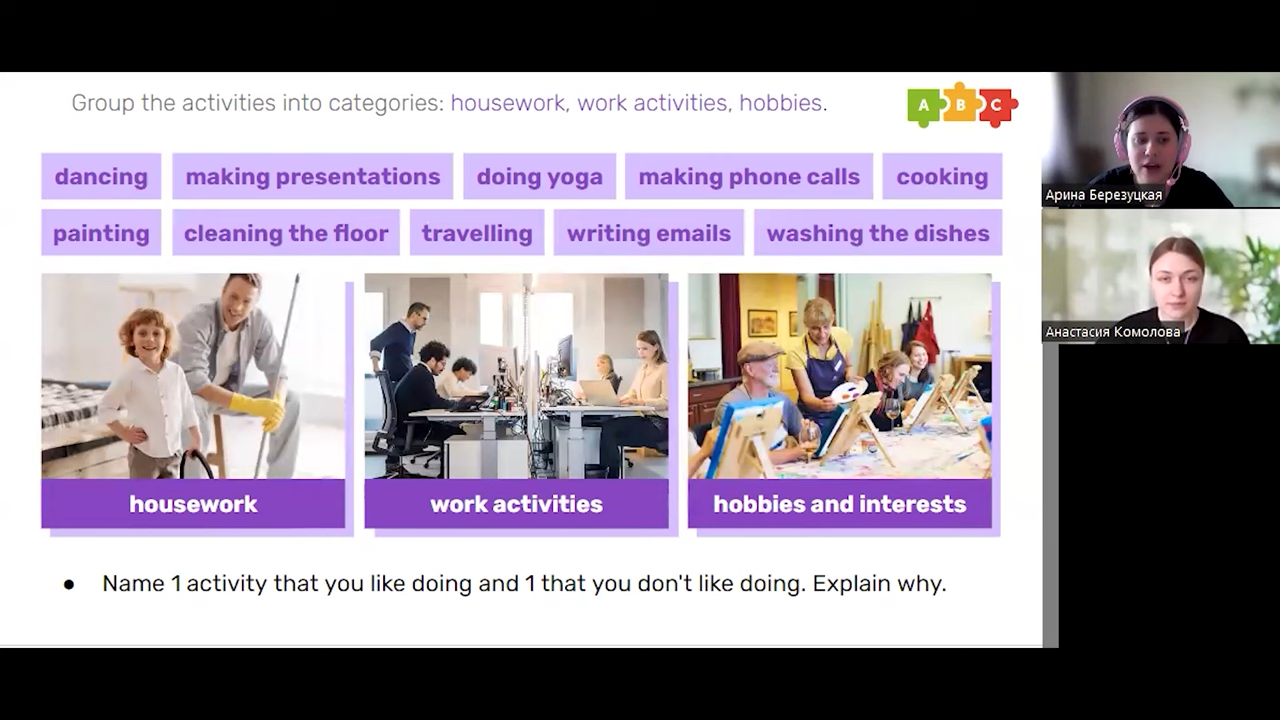 Group the activities into categories: housework, work activities, hobbies.
A B C
dancing making presentations doing yoga making phone calls cooking
painting cleaning the floor travelling writing emails washing the dishes
housework work activities hobbies and interests
● Name 1 activity that you like doing and 1 that you don't like doing. Explain why.
Арина Березуцкая
Анастасия Комолова